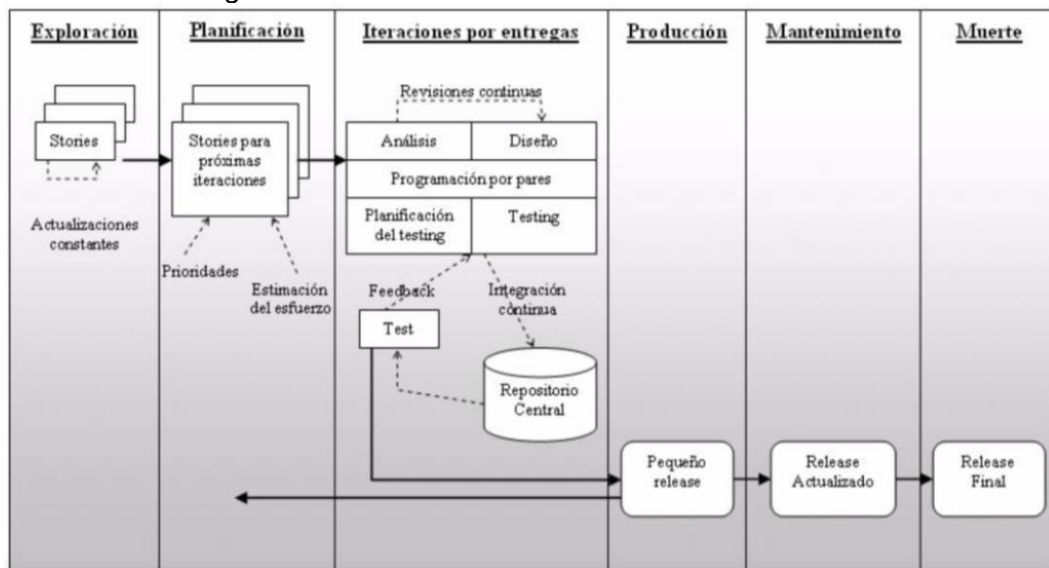 Exploración
Planificación
Iteraciones por entregas
Producción
Mantenimiento
Muerte
Stories
Actualizaciones
constantes
Stories para
próximas
iteraciones
Prioridades
Estimación
del esfuerzo
Revisiones continuas
Análisis
Diseño
Programación por pares
Planificación
del testing
Testing
Feedback
Integración
continua
Test
Repositorio
Central
Pequeño
release
Release
Actualizado
Release
Final